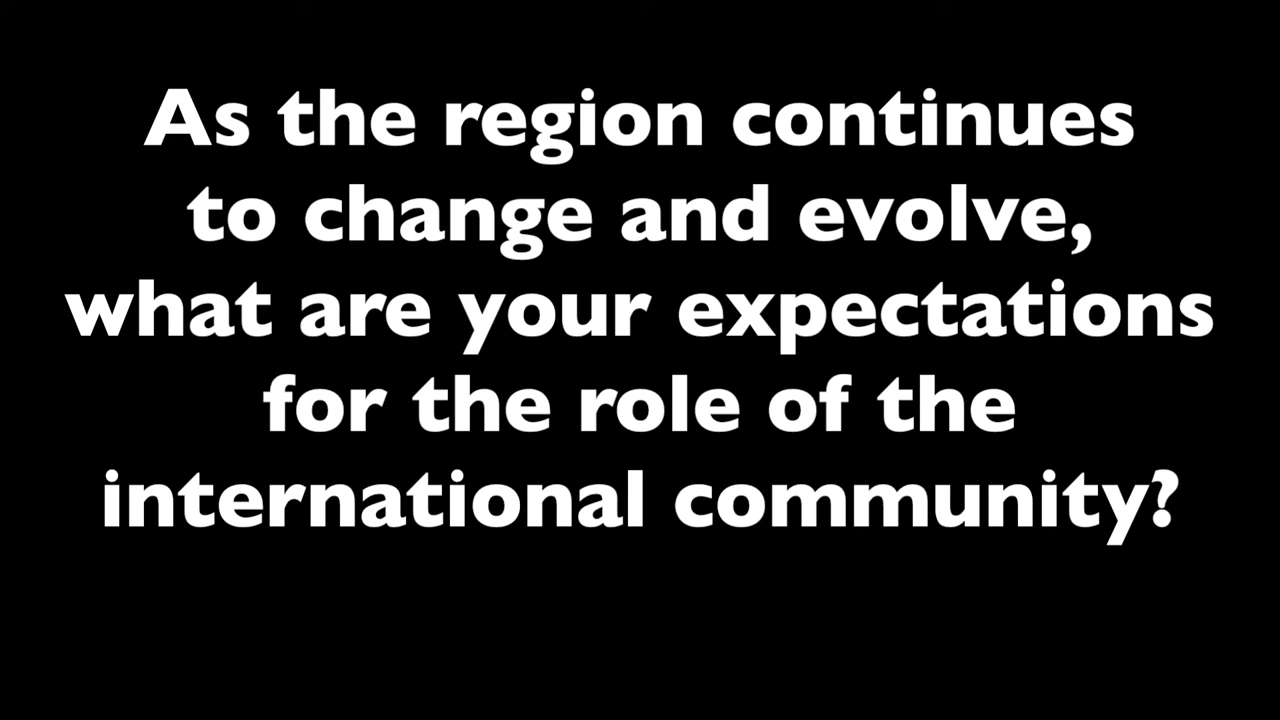 As the region continues
to change and evolve,
what are your expectations
for the role of the
international community?